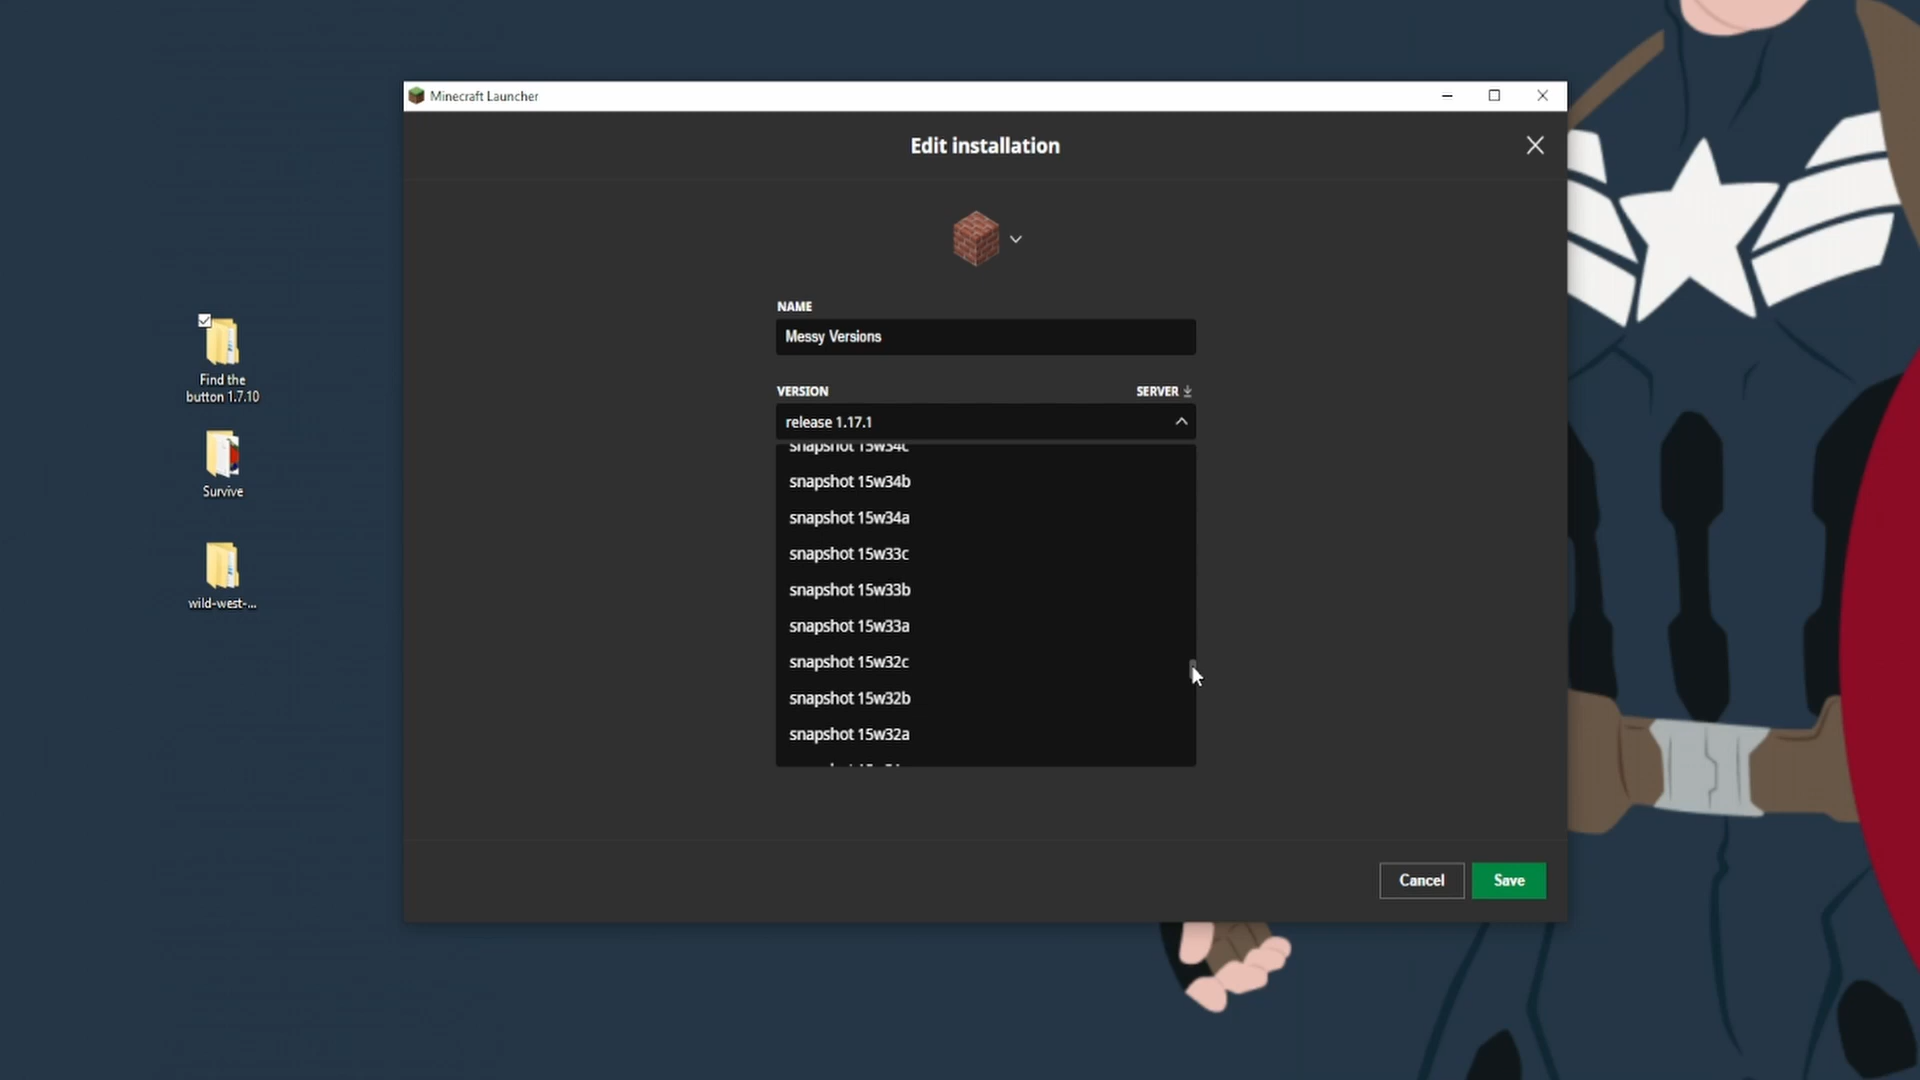 Minecraft Launcher
Edit installation
NAME
Messy Versions
VERSION
SERVER
release 1.17.1
snapshot 15w34c
snapshot 15w34b
snapshot 15w34a
snapshot 15w33c
snapshot 15w33b
snapshot 15w33a
snapshot 15w32c
snapshot 15w32b
snapshot 15w32a
Cancel
Save
Find the
button 1.7.10
Survive
wild-west-...